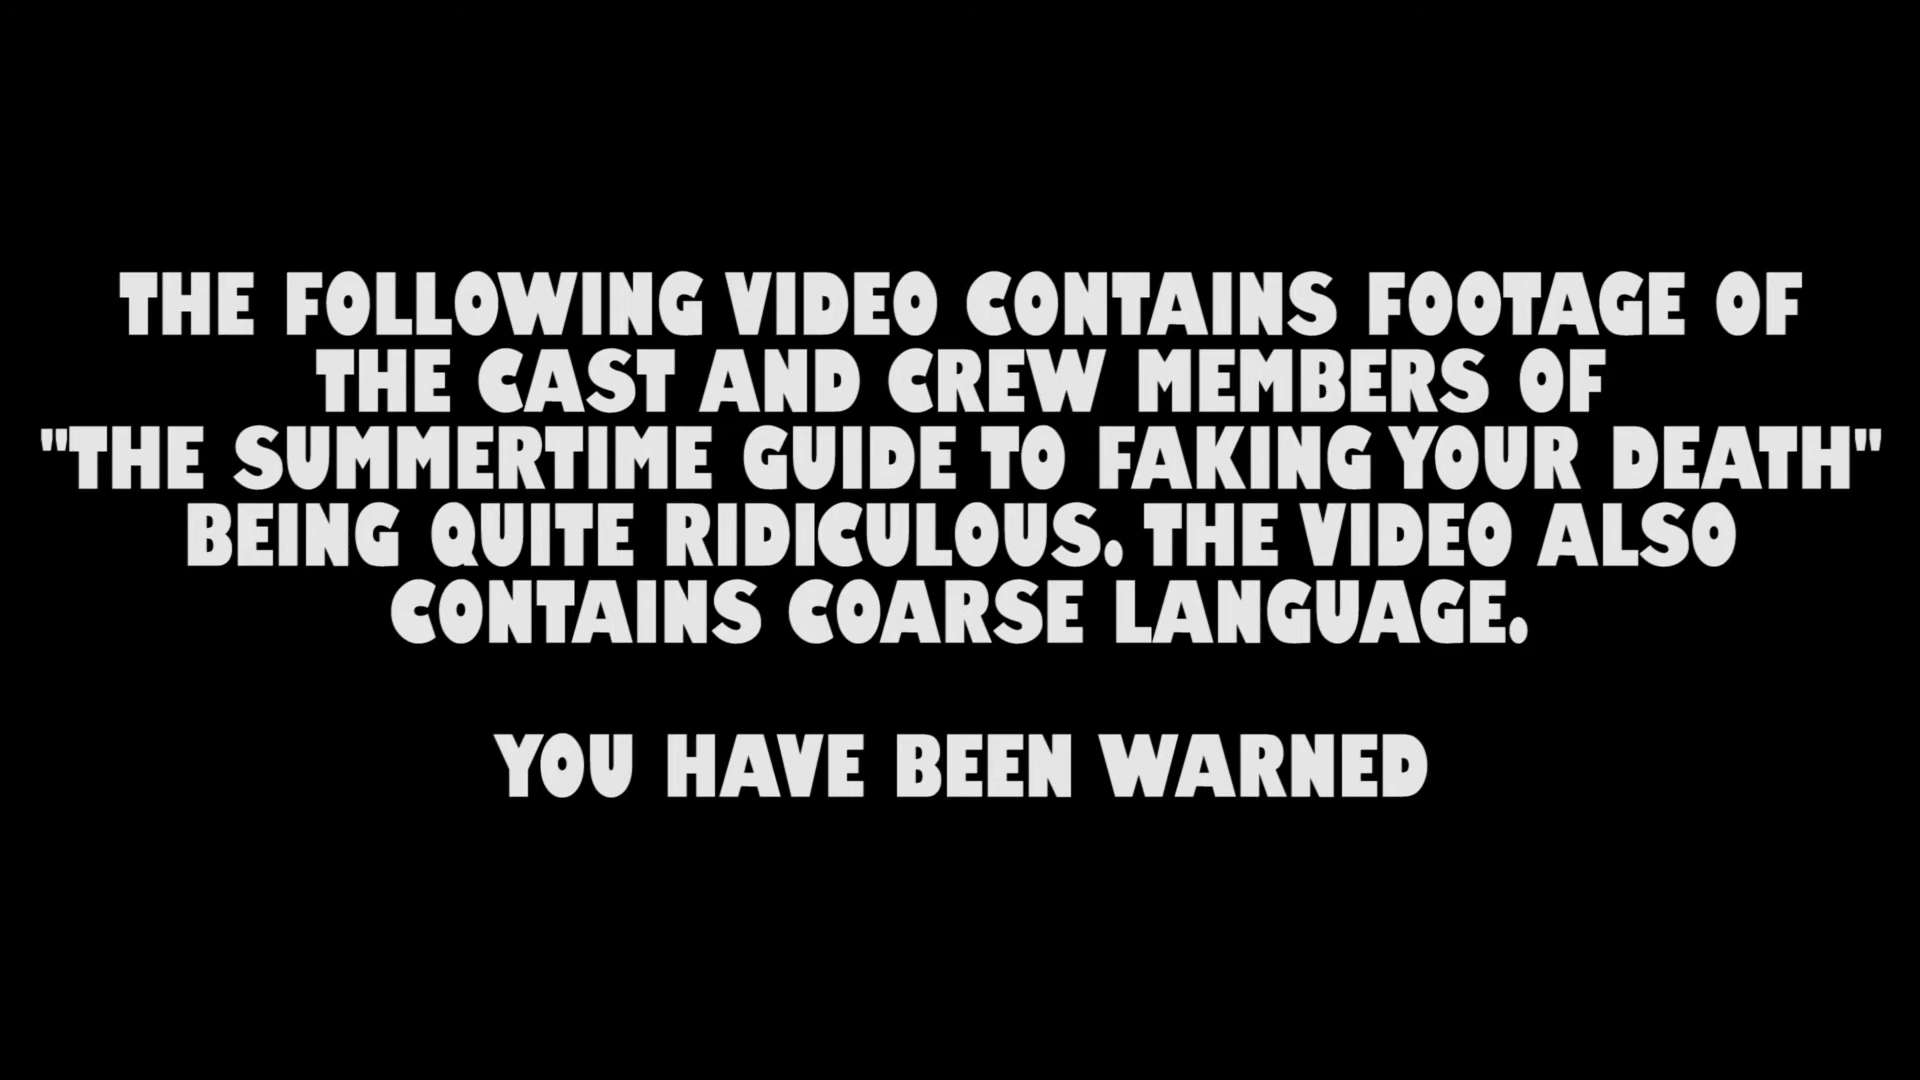 THE FOLLOWING VIDEO CONTAINS FOOTAGE OF
THE CAST AND CREW MEMBERS OF
"THE SUMMERTIME GUIDE TO FAKING YOUR DEATH"
BEING QUITE RIDICULOUS. THE VIDEO ALSO
CONTAINS COARSE LANGUAGE.
YOU HAVE BEEN WARNED